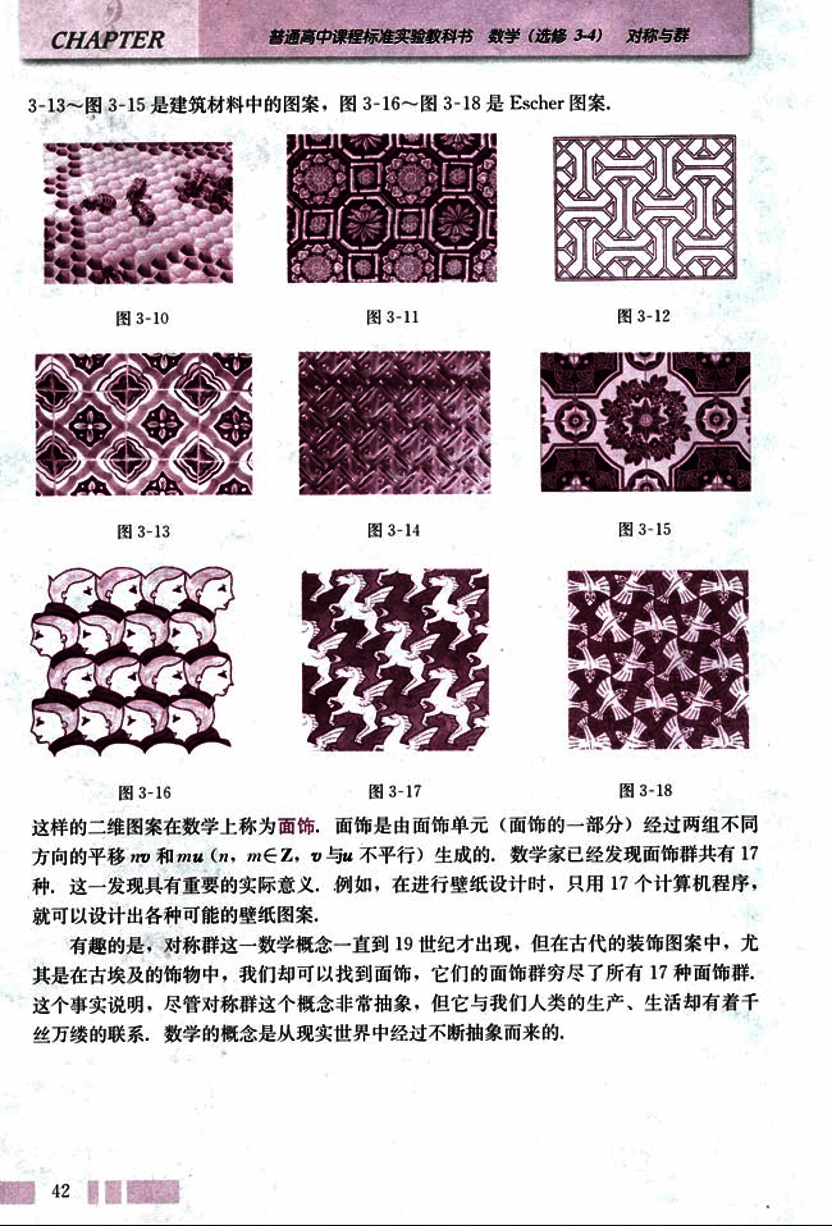 CHAPTER
普通高中课程标准实验教科书 数学（选修 3-4） 对称与群
3-13～图 3-15 是建筑材料中的图案，图 3-16～图 3-18 是 Escher 图案.
图 3-10
图 3-11
图 3-12
图 3-13
图 3-14
图 3-15
图 3-16
图 3-17
图 3-18
这样的二维图案在数学上称为面饰. 面饰是由面饰单元（面饰的一部分）经过两组不同
方向的平移 nv 和 mu（n，m∈Z，v 与 u 不平行）生成的. 数学家已经发现面饰群共有 17
种. 这一发现具有重要的实际意义. 例如，在进行壁纸设计时，只用 17 个计算机程序，
就可以设计出各种可能的壁纸图案.
有趣的是，对称群这一数学概念一直到 19 世纪才出现，但在古代的装饰图案中，尤
其是在古埃及的饰物中，我们却可以找到面饰，它们的面饰群穷尽了所有 17 种面饰群.
这个事实说明，尽管对称群这个概念非常抽象，但它与我们人类的生产、生活却有着千
丝万缕的联系. 数学的概念是从现实世界中经过不断抽象而来的.
42